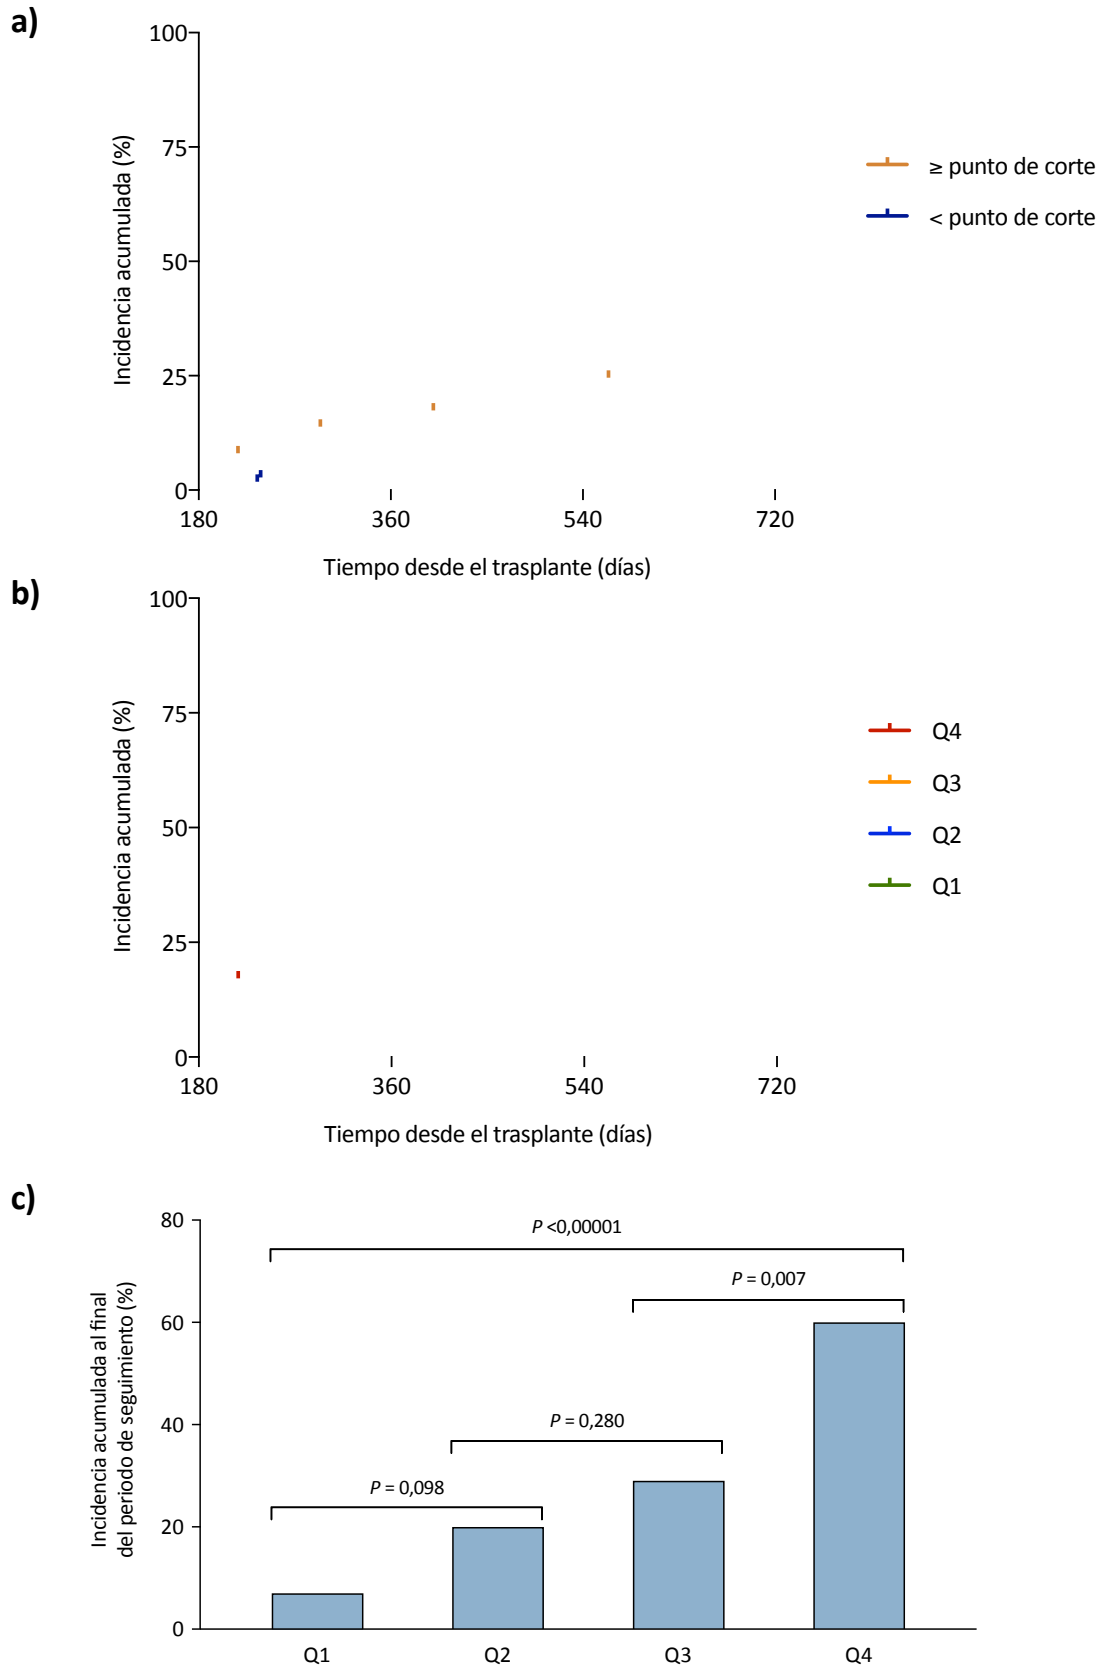 a)
100
75
50
25
0
Incidencia acumulada (%)
180 360 540 720
Tiempo desde el trasplante (días)
≥ punto de corte
< punto de corte
b)
100
75
50
25
0
Incidencia acumulada (%)
180 360 540 720
Tiempo desde el trasplante (días)
Q4
Q3
Q2
Q1
c)
80
60
40
20
0
Incidencia acumulada al final
del periodo de seguimiento (%)
P <0,00001
P = 0,007
P = 0,280
P = 0,098
Q1 Q2 Q3 Q4